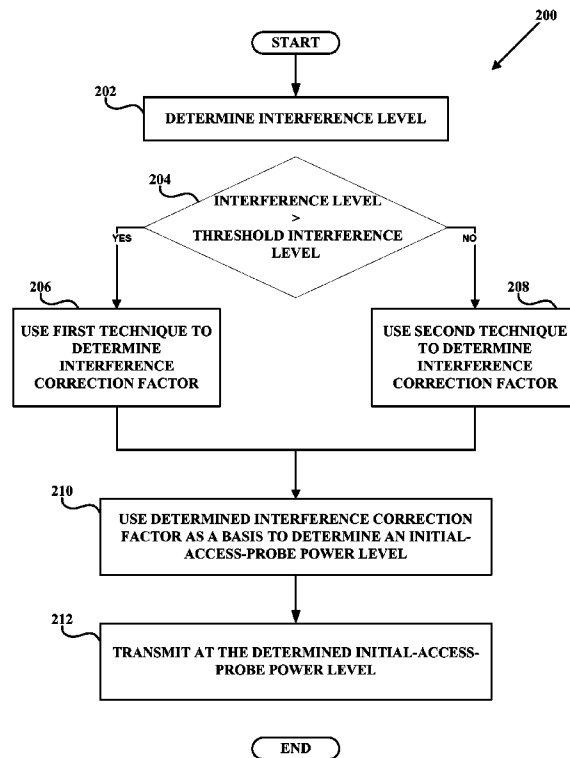 200
START
202
DETERMINE INTERFERENCE LEVEL
204
INTERFERENCE LEVEL
>
THRESHOLD INTERFERENCE
LEVEL
YES
NO
206
USE FIRST TECHNIQUE TO
DETERMINE
INTERFERENCE
CORRECTION FACTOR
208
USE SECOND TECHNIQUE
TO DETERMINE
INTERFERENCE
CORRECTION FACTOR
210
USE DETERMINED INTERFERENCE CORRECTION
FACTOR AS A BASIS TO DETERMINE AN INITIAL-
ACCESS-PROBE POWER LEVEL
212
TRANSMIT AT THE DETERMINED INITIAL-ACCESS-
PROBE POWER LEVEL
END